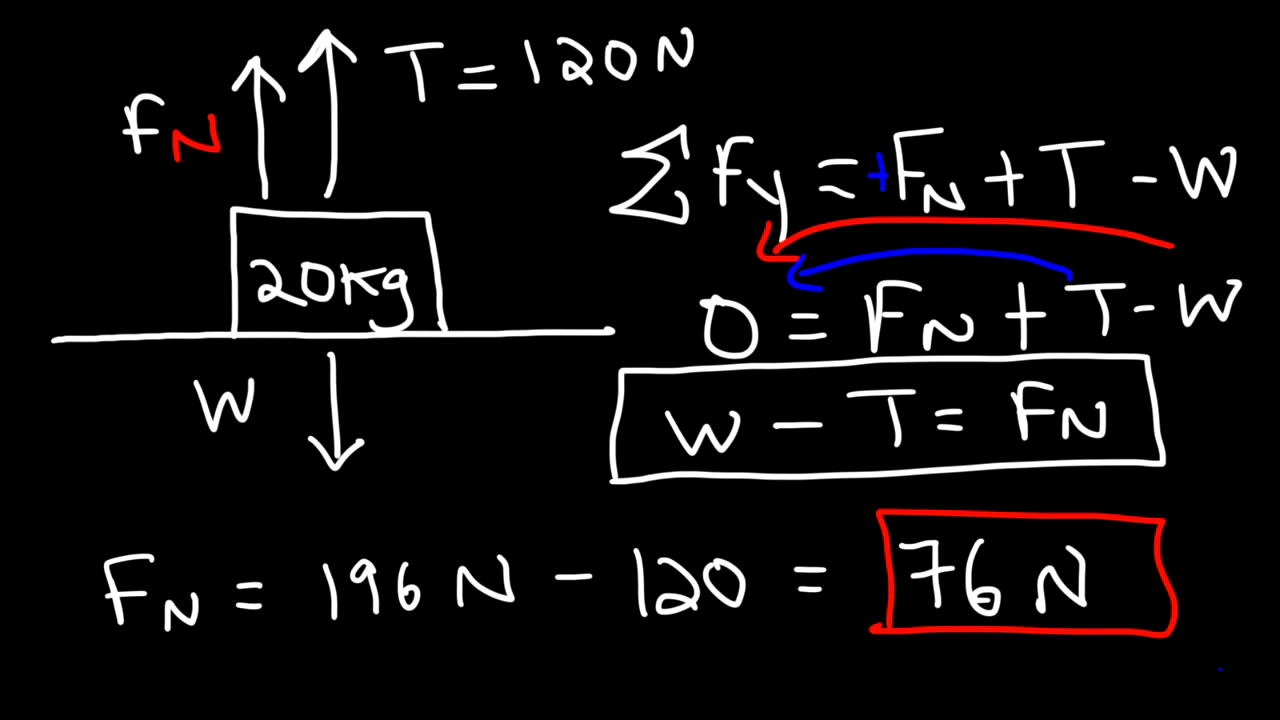 T = 120 N
FN
ΣFy = +FN + T - W
20kg
0 = FN + T - W
W
W - T = FN
FN = 196 N - 120 = 76 N